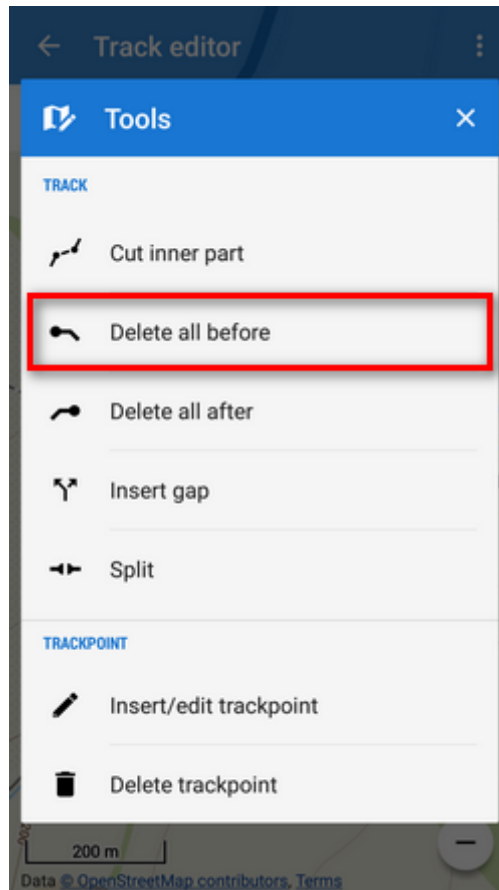 Track editor
Tools
TRACK
Cut inner part
Delete all before
Delete all after
Insert gap
Split
TRACKPOINT
Insert/edit trackpoint
Delete trackpoint
200
200 m
Data © OpenStreetMap contributors, Terms